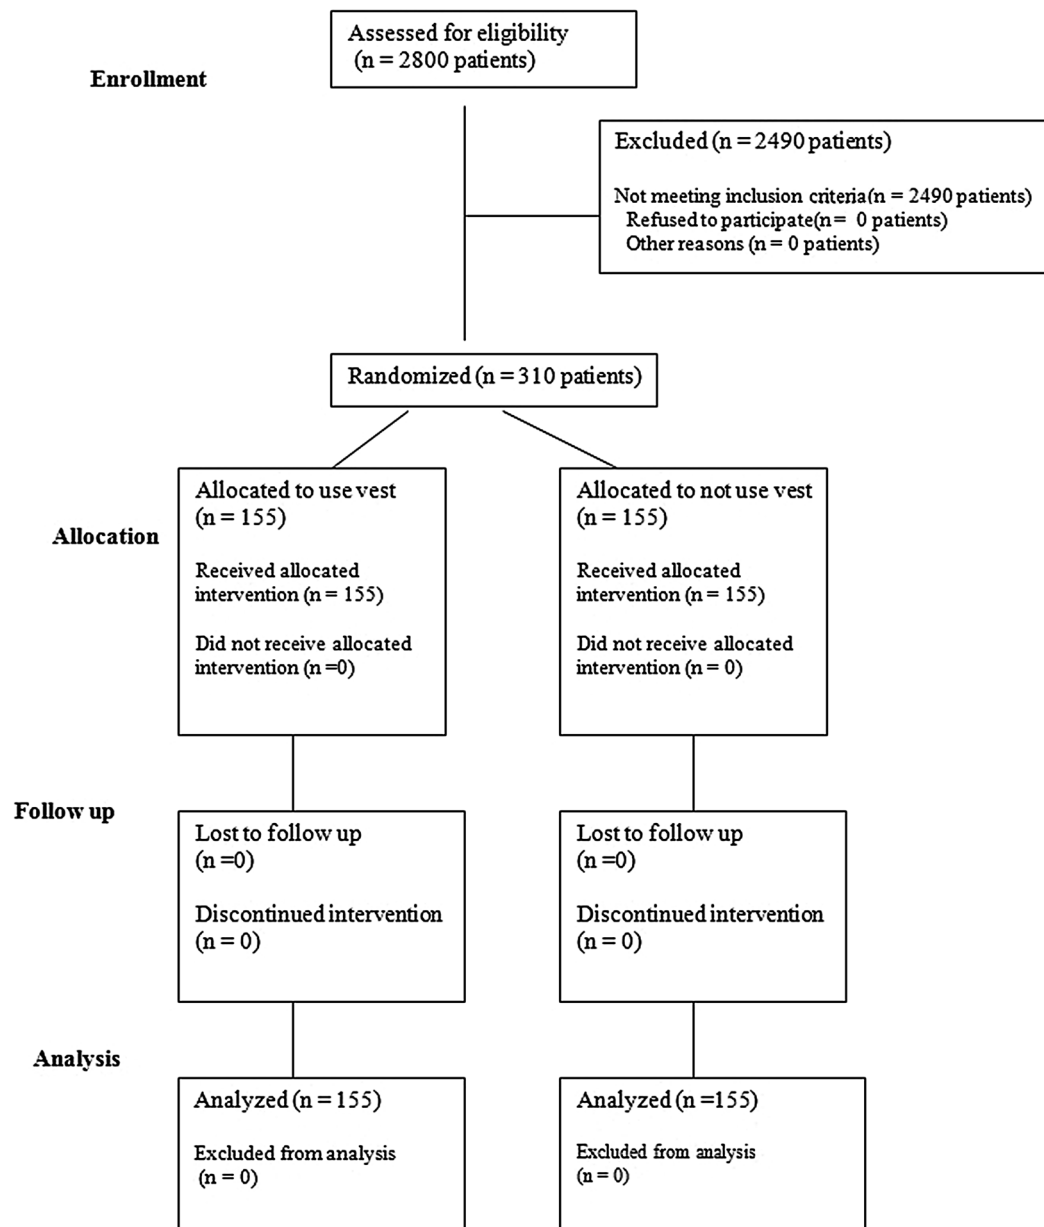 Assessed for eligibility
(n = 2800 patients)
Enrollment
Excluded (n = 2490 patients)
Not meeting inclusion criteria(n = 2490 patients)
Refused to participate(n = 0 patients)
Other reasons (n = 0 patients)
Randomized (n = 310 patients)
Allocated to use vest
(n = 155)
Received allocated
intervention (n = 155)
Did not receive allocated
intervention (n =0)
Allocated to not use vest
(n = 155)
Received allocated
intervention (n = 155)
Did not receive allocated
intervention (n = 0)
Allocation
Follow up
Lost to follow up
(n =0)
Discontinued intervention
(n = 0)
Lost to follow up
(n =0)
Discontinued intervention
(n = 0)
Analysis
Analyzed (n = 155)
Excluded from analysis
(n = 0)
Analyzed (n =155)
Excluded from analysis
(n = 0)